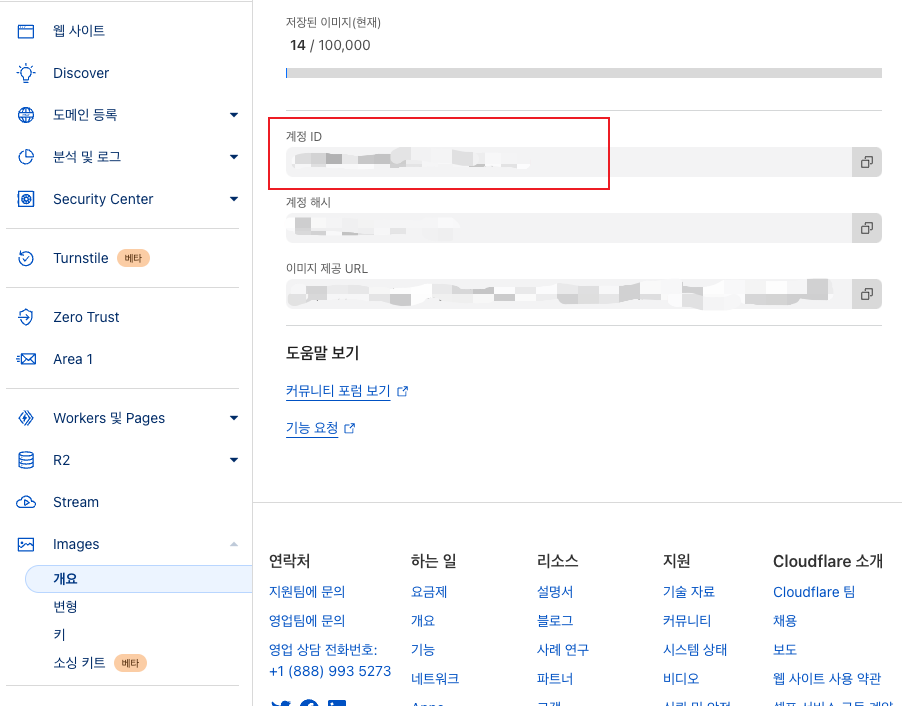 웹 사이트
Discover
도메인 등록
분석 및 로그
Security Center
Turnstile 베타
Zero Trust
Area 1
Workers 및 Pages
R2
Stream
Images
개요
변형
키
소싱 키트 베타
저장된 이미지(현재)
14 / 100,000
계정 ID
계정 해시
이미지 제공 URL
도움말 보기
커뮤니티 포럼 보기
기능 요청
연락처
지원팀에 문의
영업팀에 문의
영업 상담 전화번호:
+1 (888) 993 5273
하는 일
요금제
개요
기능
네트워크
리소스
설명서
블로그
사례 연구
파트너
지원
기술 자료
커뮤니티
시스템 상태
비디오
Cloudflare 소개
Cloudflare 팀
채용
보도
웹 사이트 사용 약관